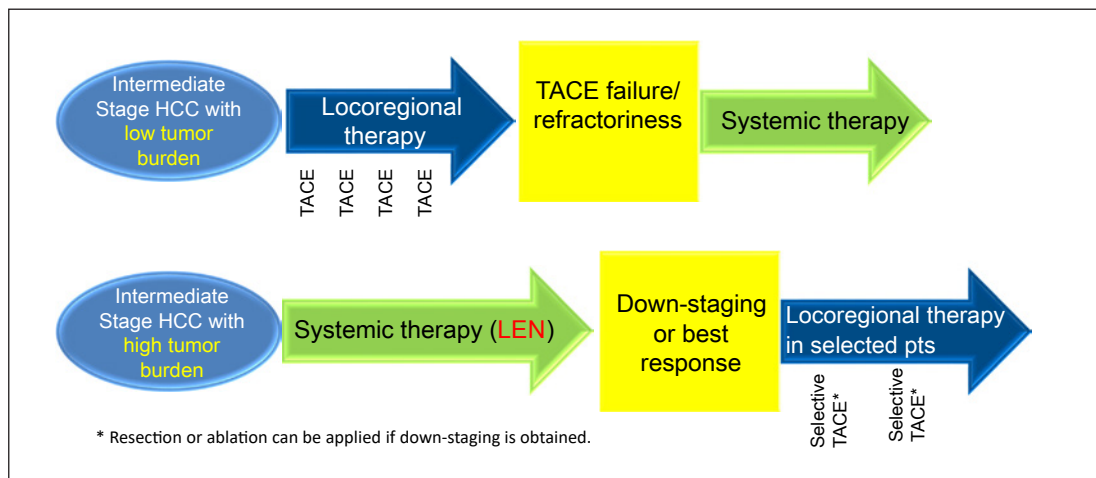 Intermediate
Stage HCC with
low tumor
burden
Locoregional
therapy
TACE
TACE
TACE
TACE
TACE failure/
refractoriness
Systemic therapy
Intermediate
Stage HCC with
high tumor
burden
Systemic therapy (LEN)
Down-staging
or best
response
Locoregional therapy
in selected pts
Selective
TACE*
Selective
TACE*
* Resection or ablation can be applied if down-staging is obtained.